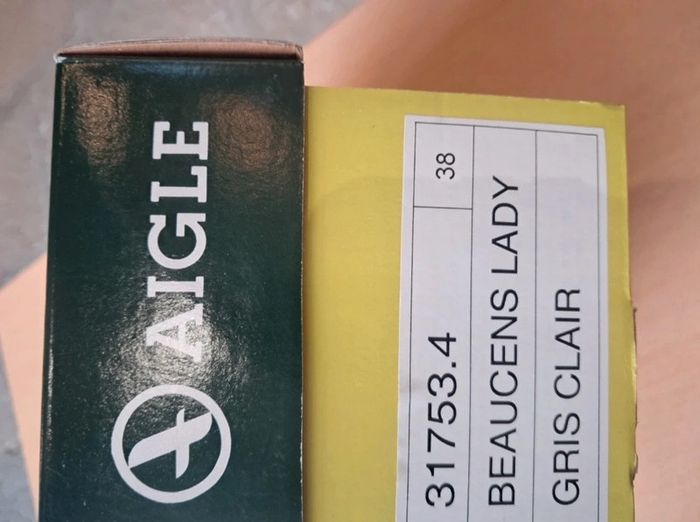 AIGLE
31753.4 38
BEAUCENS LADY
GRIS CLAIR